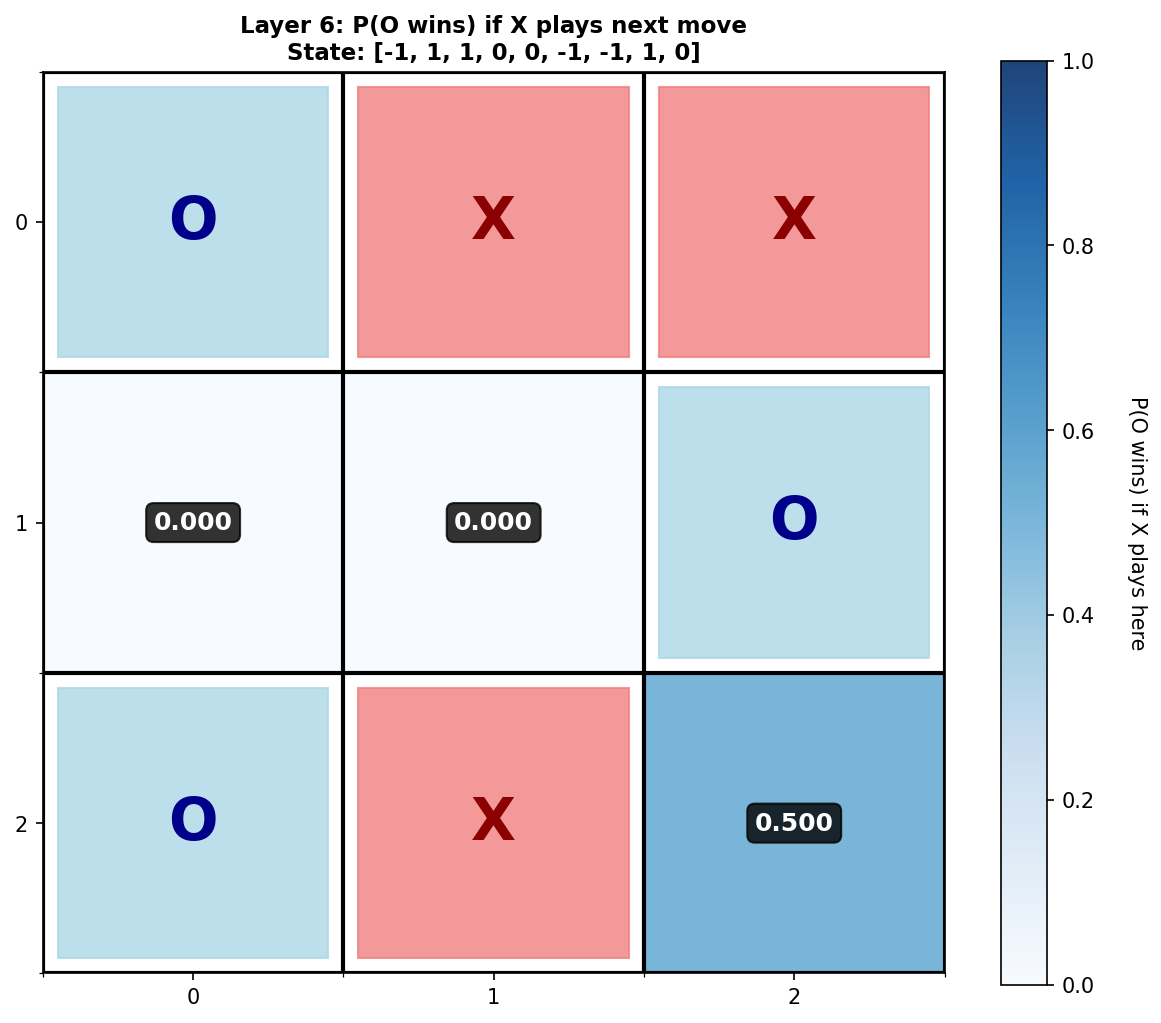 Layer 6: P(O wins) if X plays next move
State: [-1, 1, 1, 0, 0, -1, -1, 1, 0]
0
O
X
X
1
0.000
0.000
O
2
O
X
0.500
0
1
2
1.0
0.8
0.6
0.4
0.2
0.0
P(O wins) if X plays here